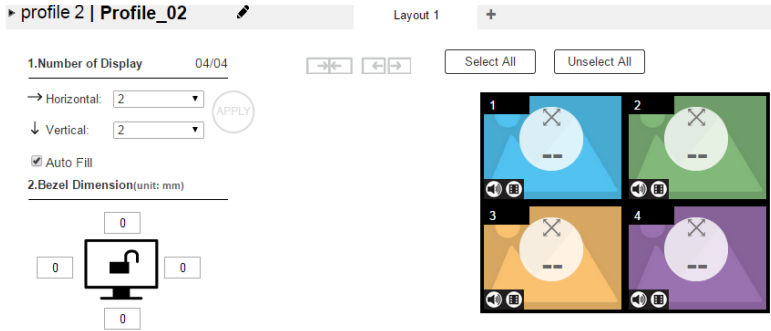 profile 2 | Profile_02
Layout 1 +
1.Number of Display 04/04
Select All Unselect All
Horizontal: 2
APPLY
Vertical: 2
Auto Fill
2.Bezel Dimension(unit: mm)
0
0 0
0
1 2
-- --
3 4
-- --